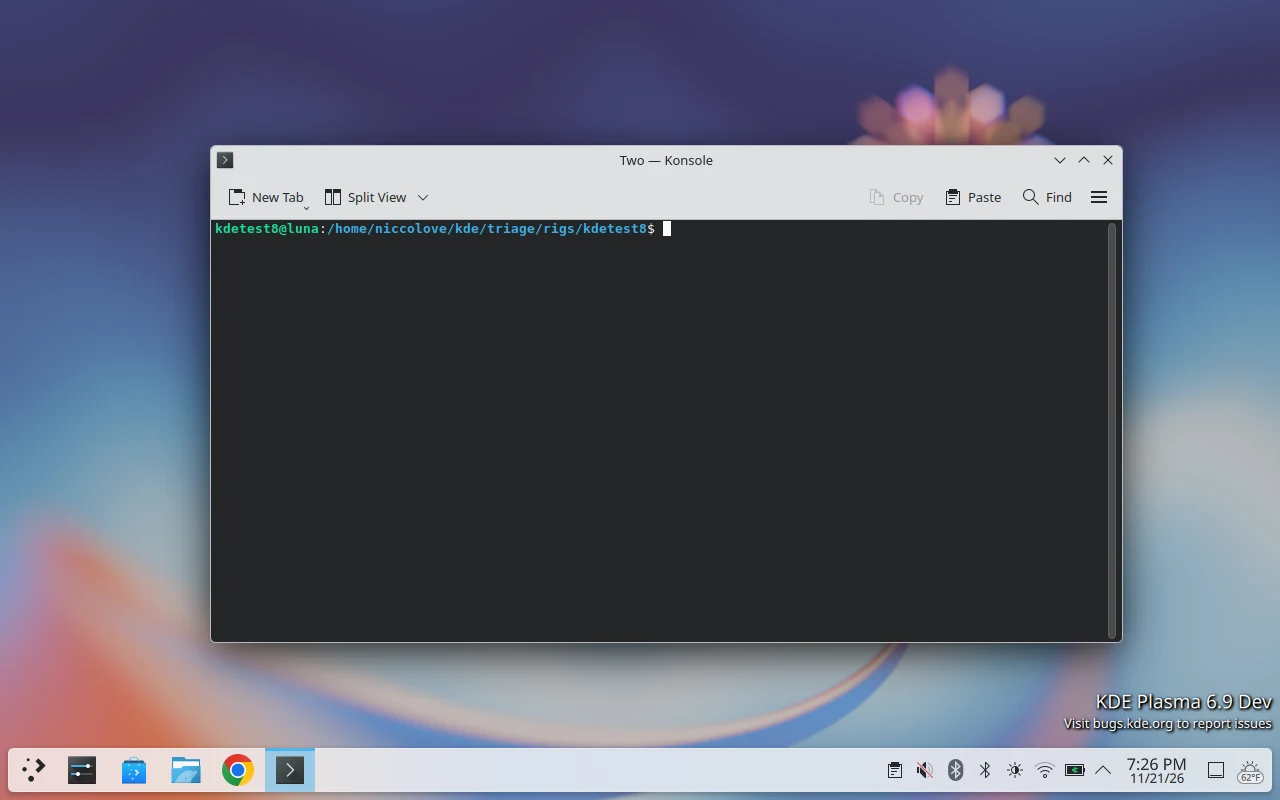 Two — Konsole
New Tab
Split View
Copy
Paste
Find
kdetest8@luna:/home/niccolove/kde/triage/rigs/kdetest8$
KDE Plasma 6.9 Dev
Visit bugs.kde.org to report issues
7:26 PM
11/21/26
62°F